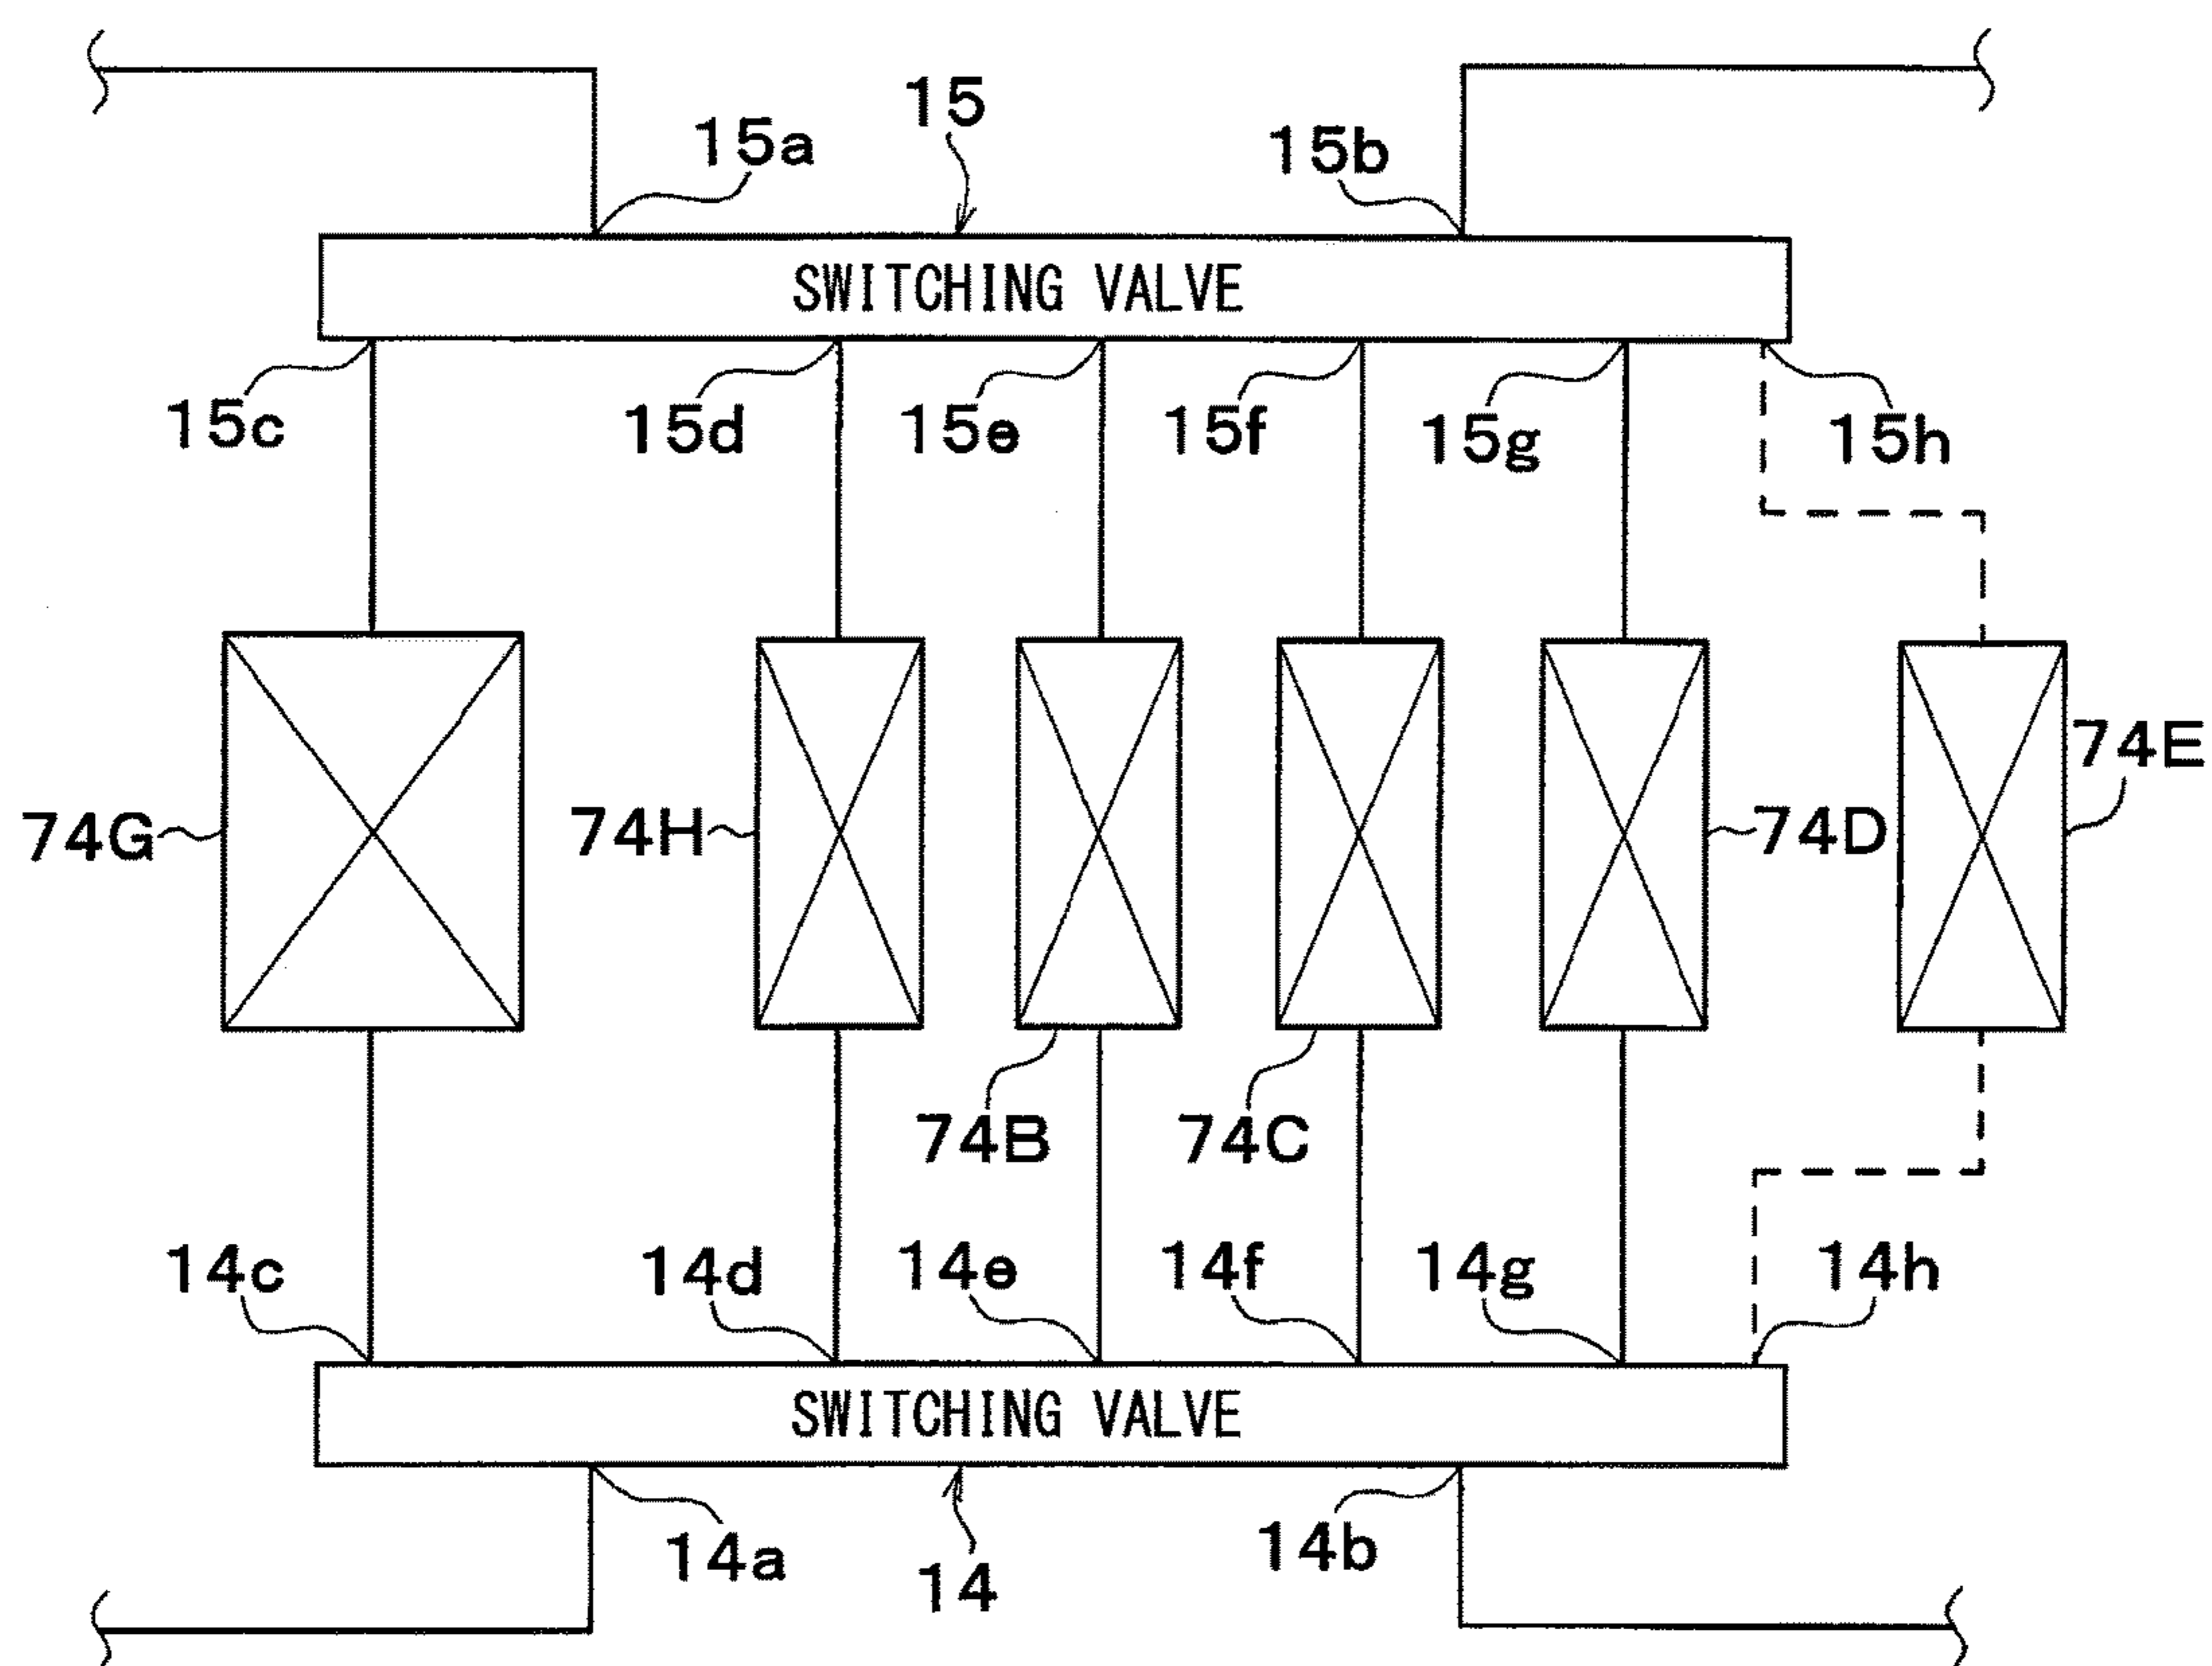 15
15a
15b
SWITCHING VALVE
15c
15d
15e
15f
15g
15h
74E
74G
74H
74D
74B
74C
14c
14d
14e
14f
14g
14h
SWITCHING VALVE
14a
14
14b